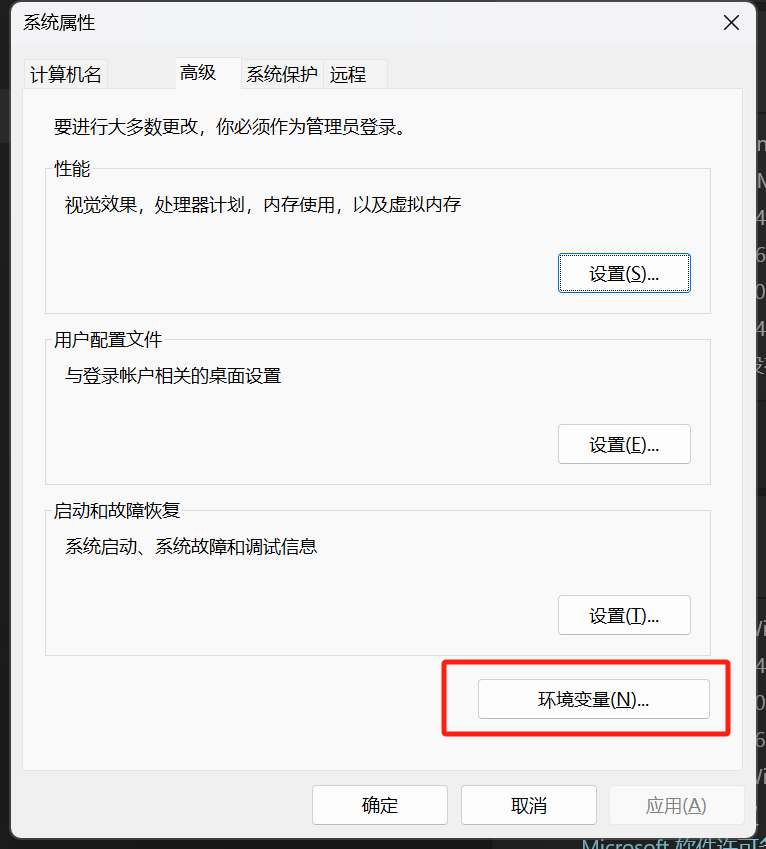 系统属性
计算机名 高级 系统保护 远程
要进行大多数更改，你必须作为管理员登录。
性能
视觉效果，处理器计划，内存使用，以及虚拟内存
设置(S)...
用户配置文件
与登录帐户相关的桌面设置
设置(E)...
启动和故障恢复
系统启动、系统故障和调试信息
设置(T)...
环境变量(N)...
确定 取消 应用(A)
Microsoft 软件许可